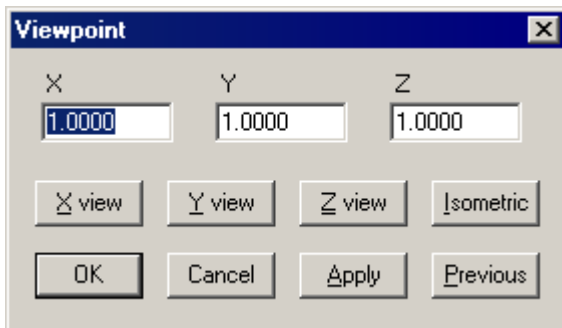 Viewpoint
X Y Z
1.0000 1.0000 1.0000
X view Y view Z view Isometric
OK Cancel Apply Previous